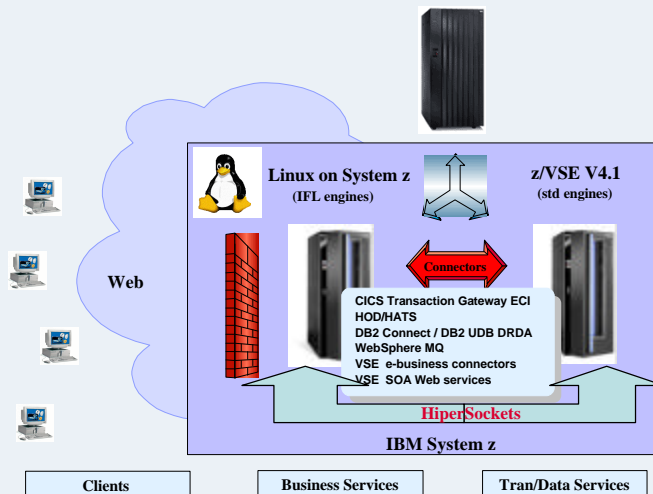 Linux on System z
(IFL engines)
z/VSE V4.1
(std engines)
Web
Connectors
CICS Transaction Gateway ECI
HOD/HATS
DB2 Connect / DB2 UDB DRDA
WebSphere MQ
VSE e-business connectors
VSE SOA Web services
HiperSockets
IBM System z
Clients
Business Services
Tran/Data Services